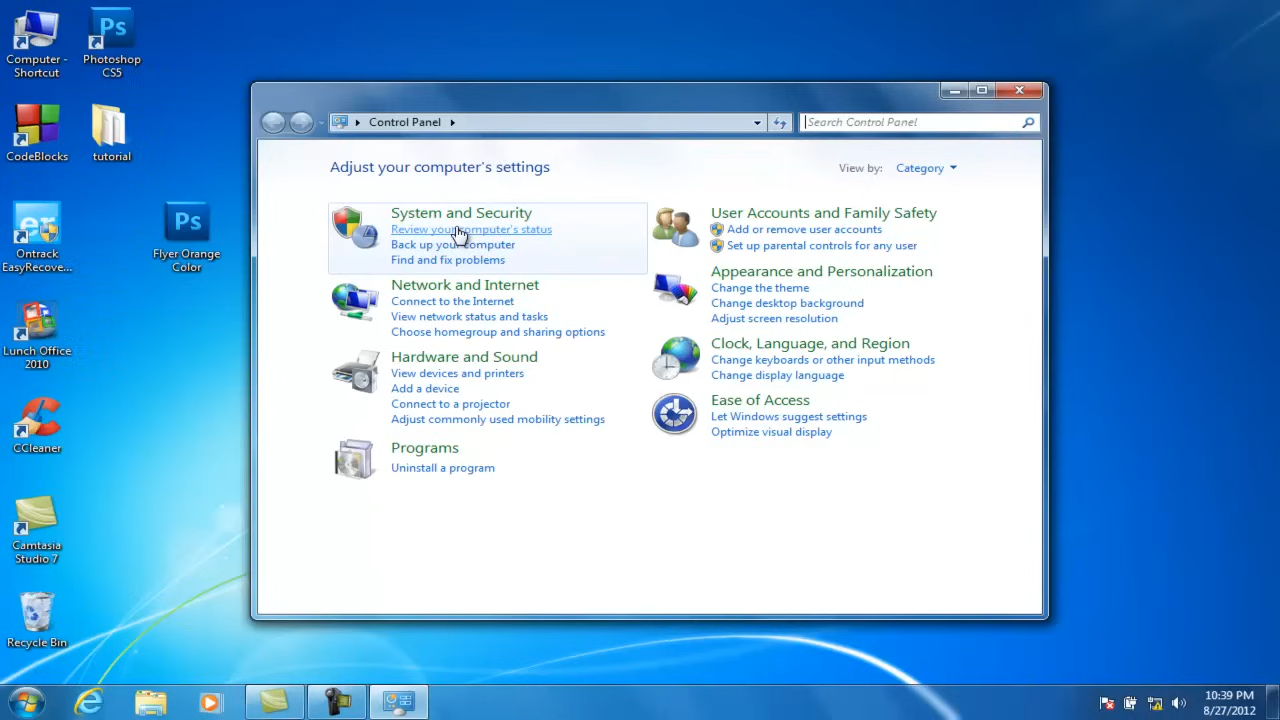 Computer -
Shortcut
Ps
Photoshop
CS5
CodeBlocks
tutorial
er
Ontrack
EasyRecove...
Ps
Flyer Orange
Color
Lunch Office
2010
CCleaner
Camtasia
Studio 7
Recycle Bin
Control Panel
Search Control Panel
Adjust your computer's settings
View by: Category
System and Security
Review your computer's status
Back up your computer
Find and fix problems
Network and Internet
Connect to the Internet
View network status and tasks
Choose homegroup and sharing options
Hardware and Sound
View devices and printers
Add a device
Connect to a projector
Adjust commonly used mobility settings
Programs
Uninstall a program
User Accounts and Family Safety
Add or remove user accounts
Set up parental controls for any user
Appearance and Personalization
Change the theme
Change desktop background
Adjust screen resolution
Clock, Language, and Region
Change keyboards or other input methods
Change display language
Ease of Access
Let Windows suggest settings
Optimize visual display
10:39 PM
8/27/2012